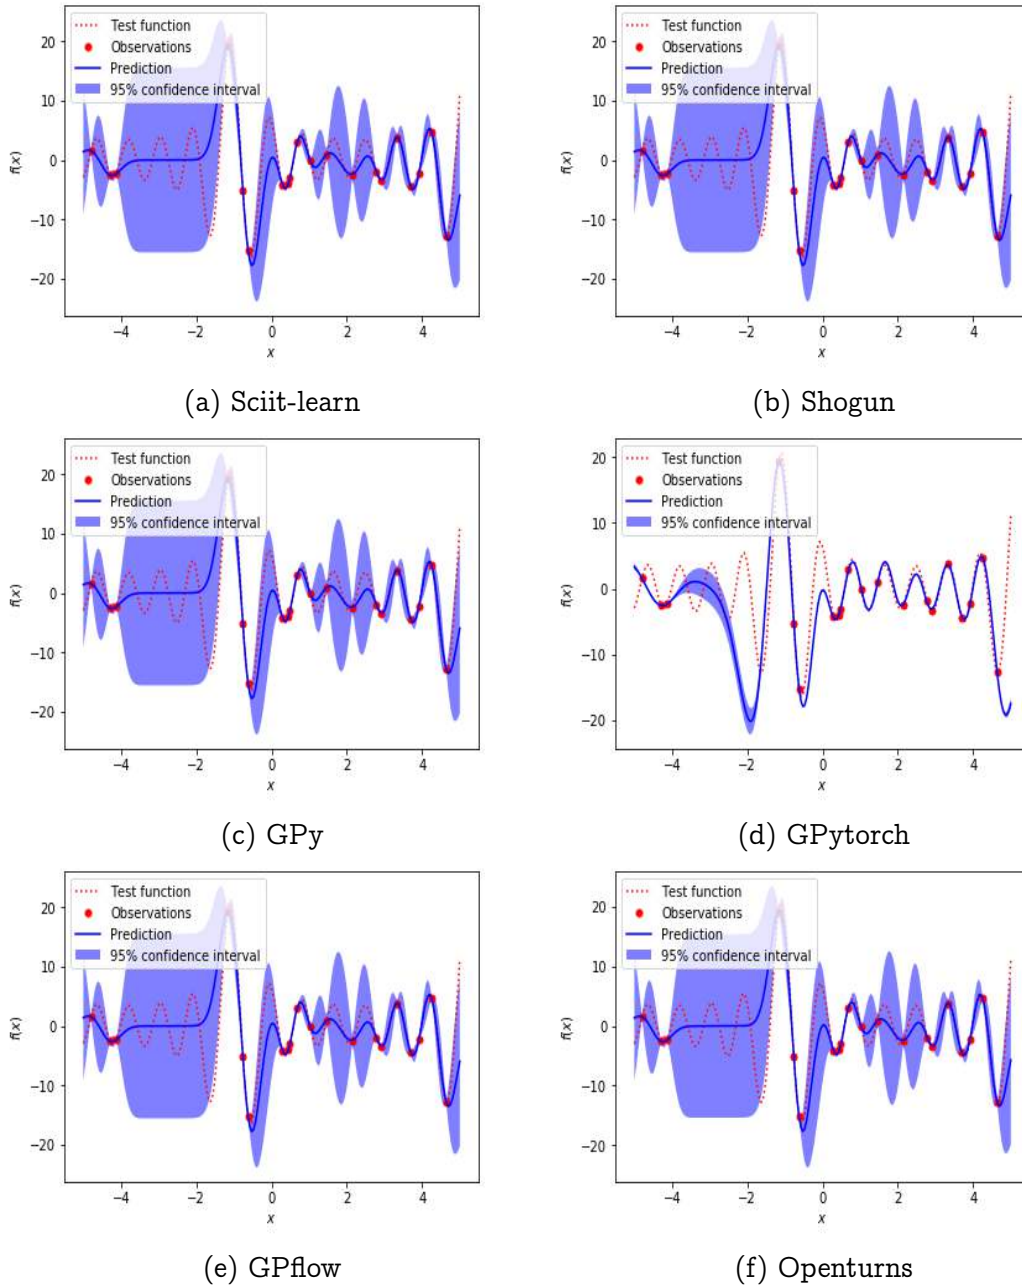 20
10
0
−10
−20
f(x)
Test function
Observations
Prediction
95% confidence interval
−4
−2
0
2
4
x
(a) Sciit-learn
20
10
0
−10
−20
f(x)
Test function
Observations
Prediction
95% confidence interval
−4
−2
0
2
4
x
(b) Shogun
20
10
0
−10
−20
f(x)
Test function
Observations
Prediction
95% confidence interval
−4
−2
0
2
4
x
(c) GPy
20
10
0
−10
−20
f(x)
Test function
Observations
Prediction
95% confidence interval
−4
−2
0
2
4
x
(d) GPytorch
20
10
0
−10
−20
f(x)
Test function
Observations
Prediction
95% confidence interval
−4
−2
0
2
4
x
(e) GPflow
20
10
0
−10
−20
f(x)
Test function
Observations
Prediction
95% confidence interval
−4
−2
0
2
4
x
(f) Openturns